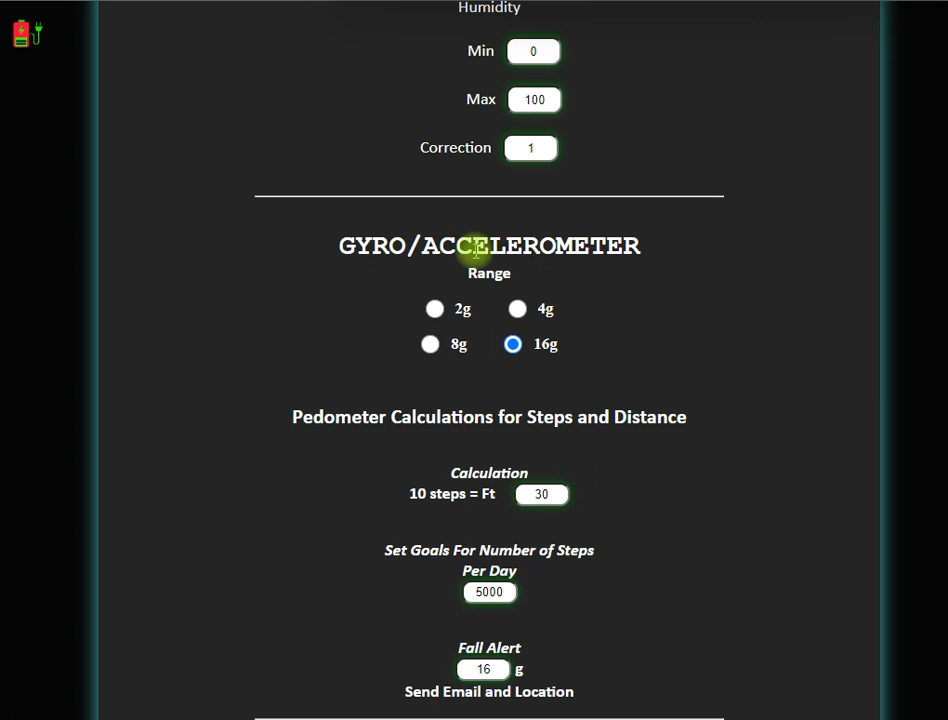 Humidity
Min 0
Max 100
Correction 1
GYRO/ACCELEROMETER
Range
2g 4g
8g 16g
Pedometer Calculations for Steps and Distance
Calculation
10 steps = Ft 30
Set Goals For Number of Steps
Per Day
5000
Fall Alert
16 g
Send Email and Location